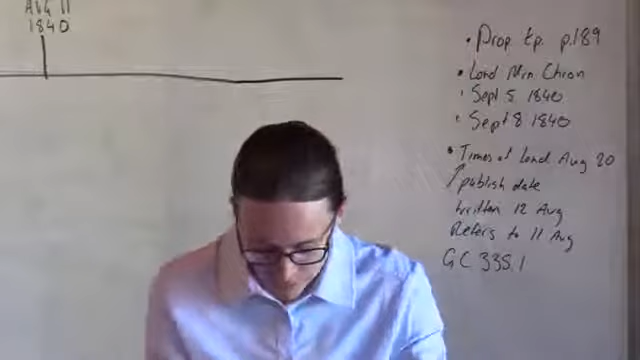 Aug 11
1840
• Prop. Ep. p.189
• Lond Mrn Chron
' Sept 5 1840
' Sept 8 1840
• Times of Lond Aug 20
publish date
written 12 Aug
Refers to 11 Aug
GC 335.1